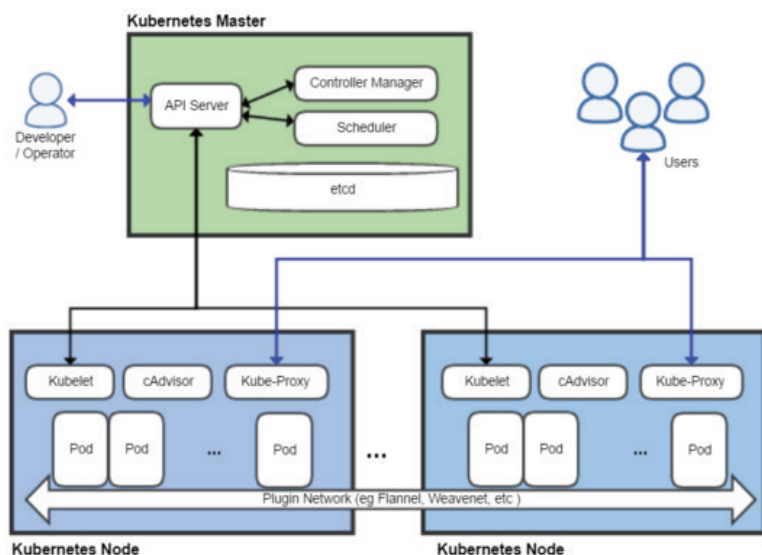 Kubernetes Master
API Server
Controller Manager
Scheduler
etcd
Developer
/ Operator
Users
Kubelet
cAdvisor
Kube-Proxy
Pod
Pod
...
Pod
...
Kubelet
cAdvisor
Kube-Proxy
Pod
Pod
...
Pod
Plugin Network (eg Flannel, Weavenet, etc )
Kubernetes Node
Kubernetes Node